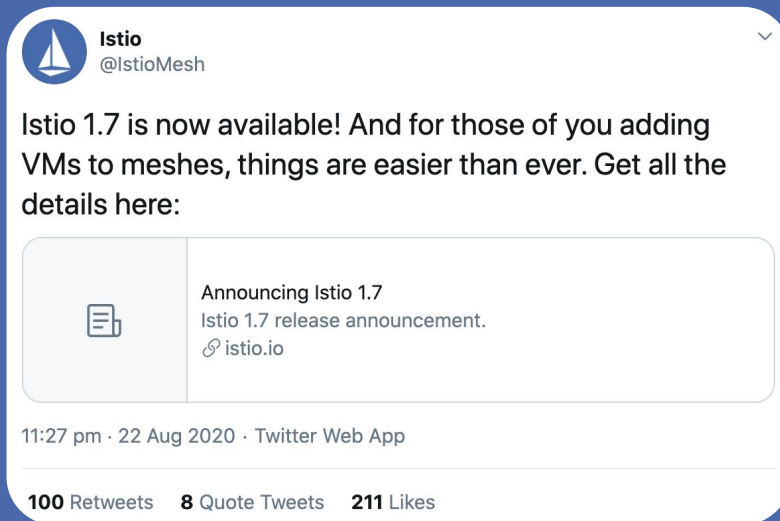 Istio
@IstioMesh
Istio 1.7 is now available! And for those of you adding
VMs to meshes, things are easier than ever. Get all the
details here:
Announcing Istio 1.7
Istio 1.7 release announcement.
istio.io
11:27 pm · 22 Aug 2020 · Twitter Web App
100 Retweets 8 Quote Tweets 211 Likes